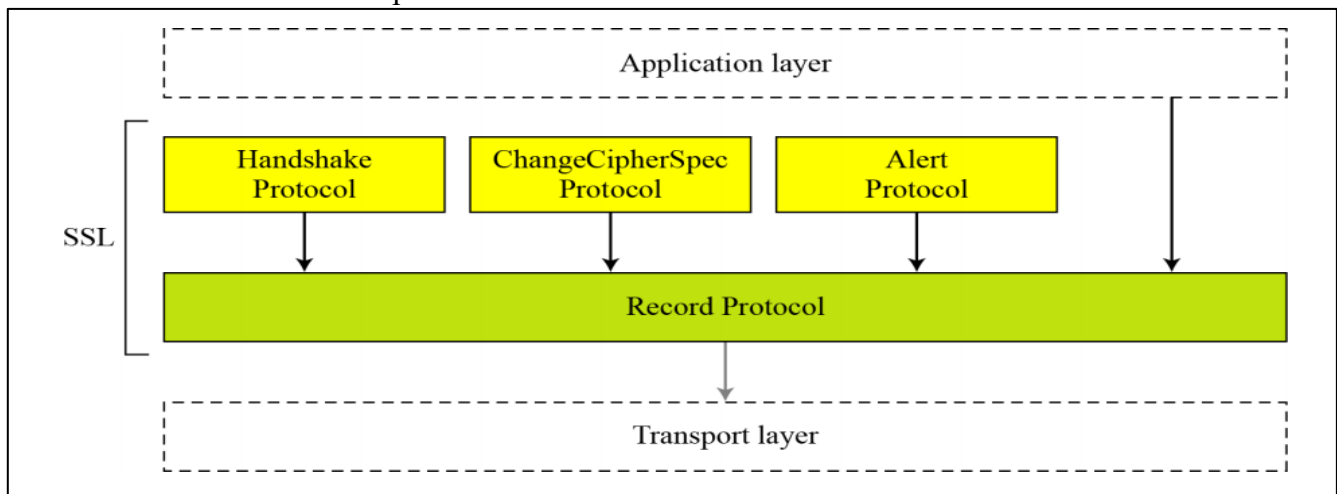 Application layer
Handshake
Protocol
ChangeCipherSpec
Protocol
Alert
Protocol
SSL
Record Protocol
Transport layer